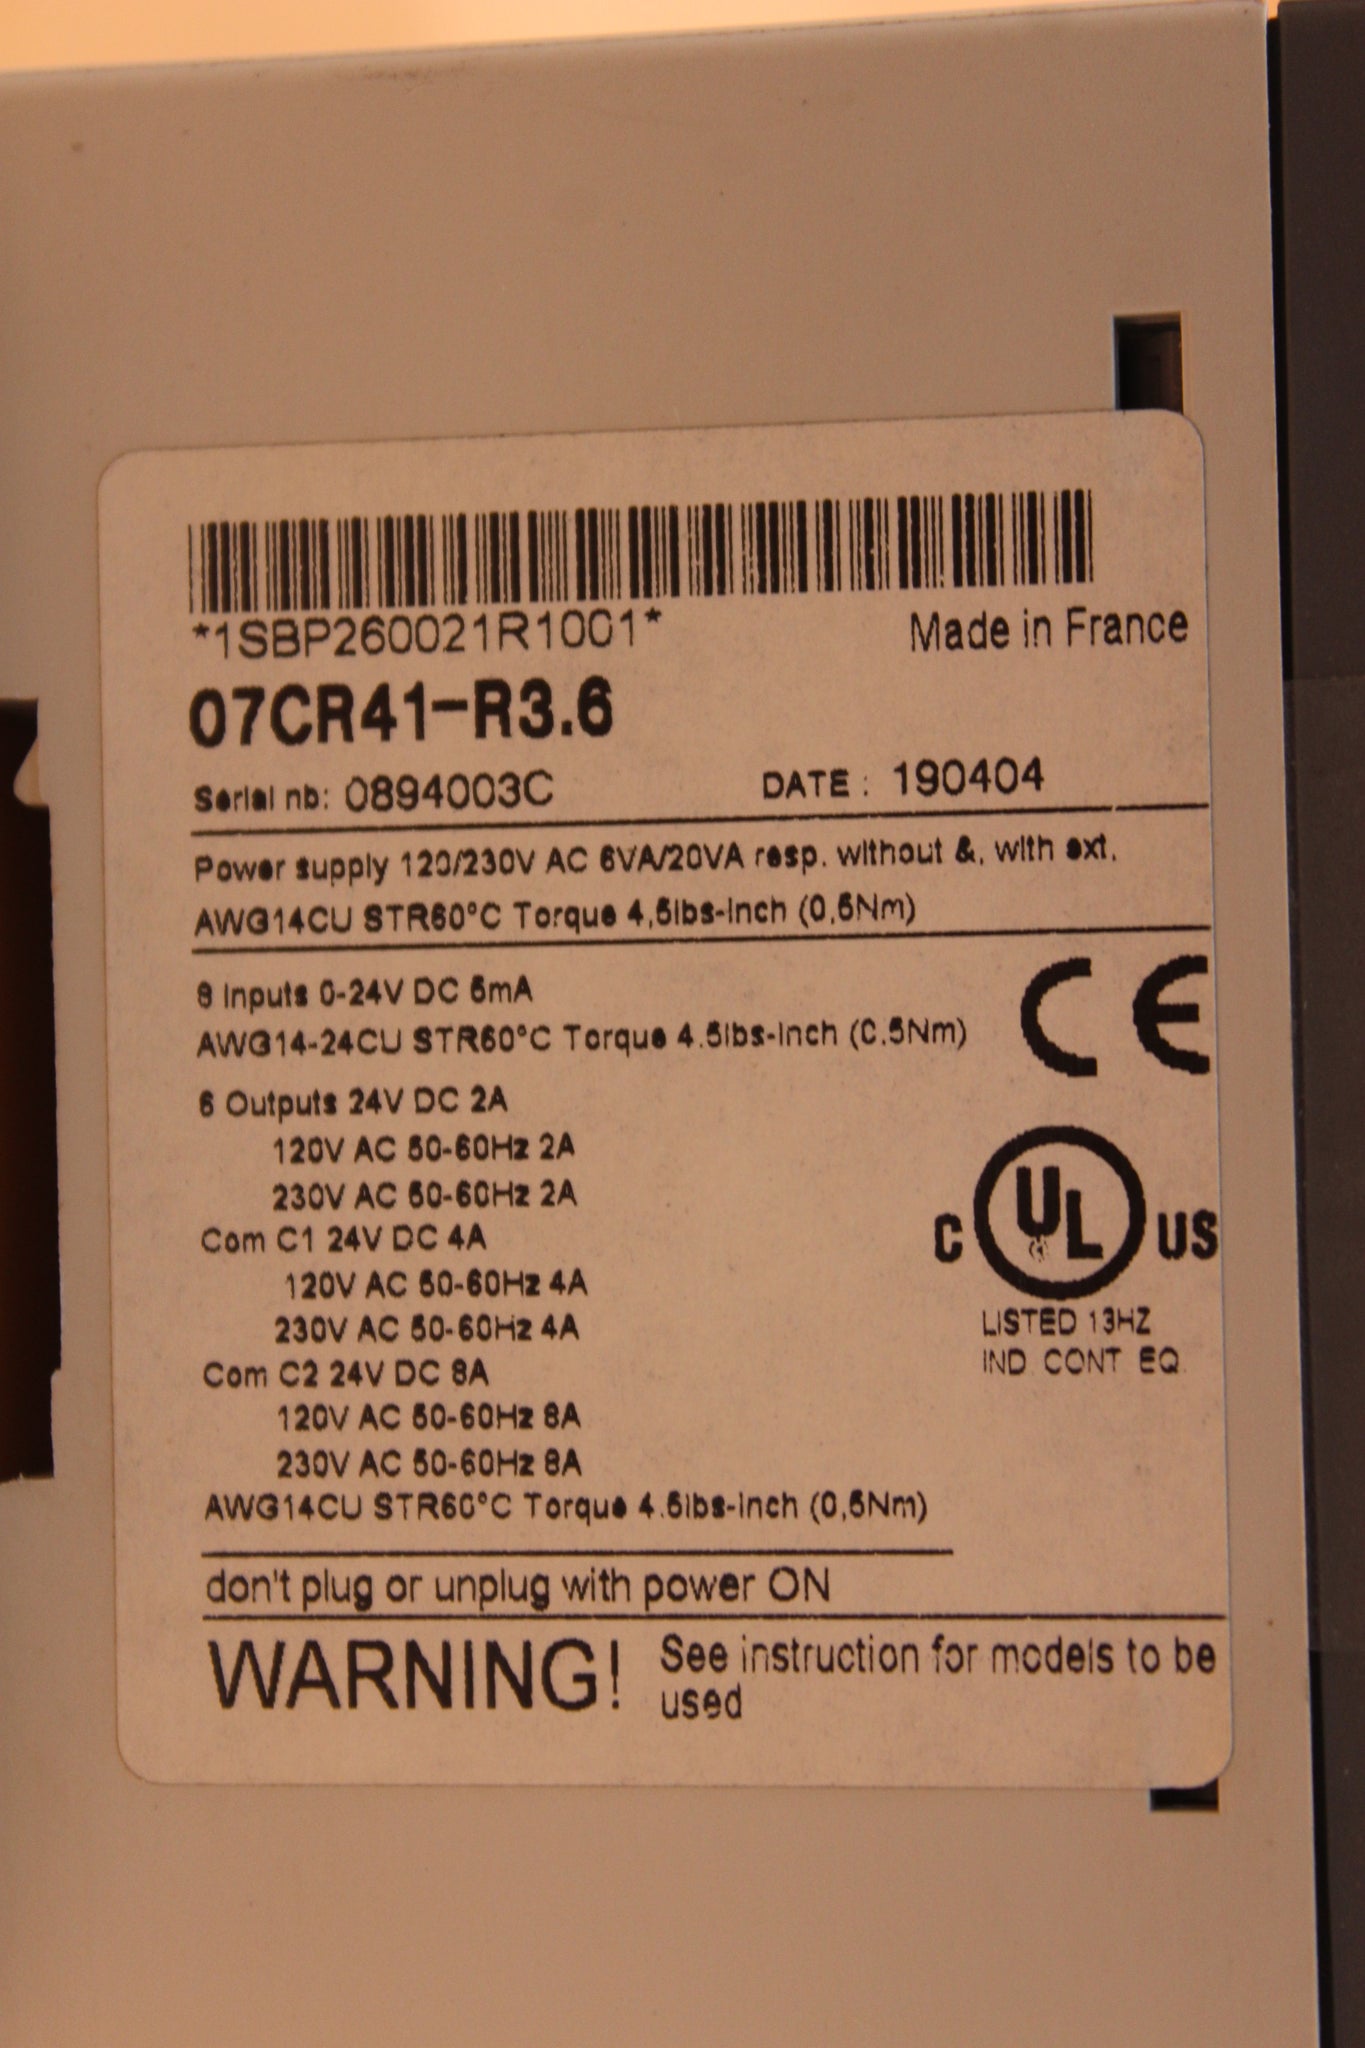 *1SBP260021R1001*
Made in France
07CR41-R3.6
Serial nb: 0894003C DATE : 190404
Power supply 120/230V AC 6VA/20VA resp. without &. with ext.
AWG14CU STR60°C Torque 4,5lbs-inch (0,5Nm)
8 Inputs 0-24V DC 5mA
AWG14-24CU STR60°C Torque 4.5lbs-inch (0.5Nm)
CE
6 Outputs 24V DC 2A
120V AC 50-60Hz 2A
230V AC 50-60Hz 2A
Com C1 24V DC 4A
120V AC 50-60Hz 4A
230V AC 50-60Hz 4A
Com C2 24V DC 8A
120V AC 50-60Hz 8A
230V AC 50-60Hz 8A
AWG14CU STR60°C Torque 4.5lbs-inch (0,5Nm)
C UL US
LISTED 13HZ
IND CONT EQ.
don't plug or unplug with power ON
WARNING! See instruction for models to be
used